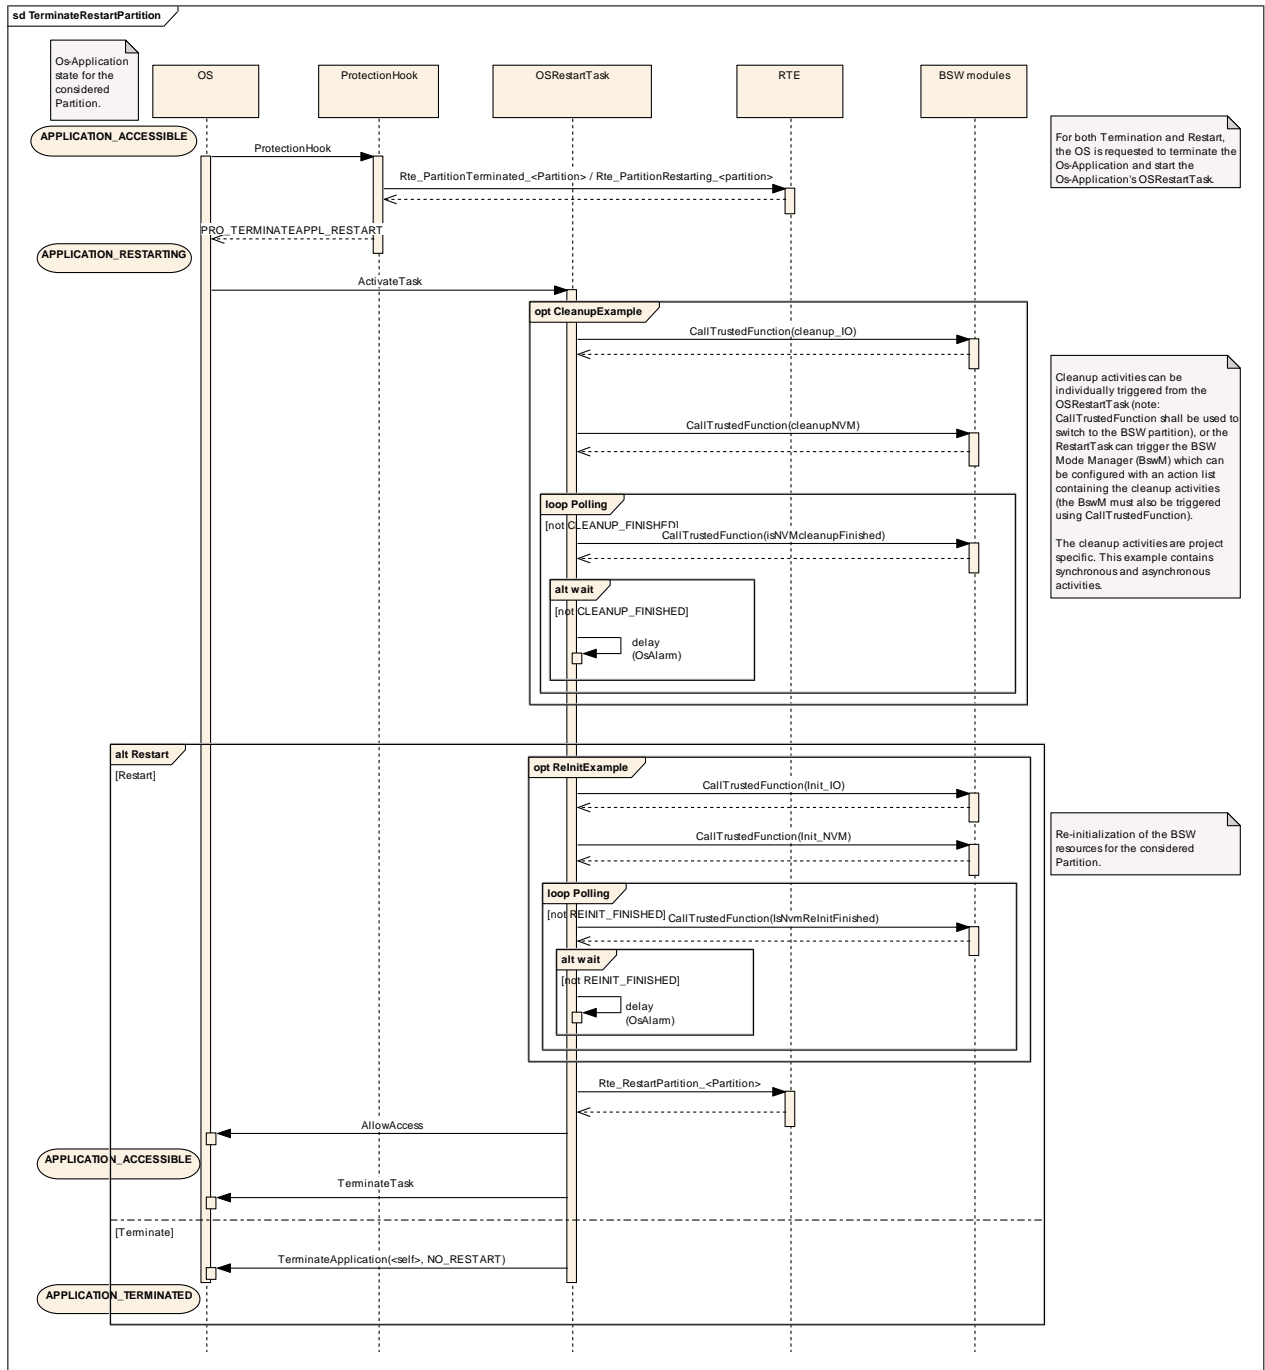 sd TerminateRestartPartition
Os-Application
state for the
considered
Partition.
OS
ProtectionHook
OSRestartTask
RTE
BSW modules
APPLICATION_ACCESSIBLE
For both Termination and Restart,
the OS is requested to terminate the
Os-Application and start the
Os-Application's OSRestartTask.
ProtectionHook
Rte_PartitionTerminated_<Partition> / Rte_PartitionRestarting_<partition>
PRO_TERMINATEAPPL_RESTART
APPLICATION_RESTARTING
ActivateTask
opt CleanupExample
CallTrustedFunction(cleanup_IO)
Cleanup activities can be
individually triggered from the
OSRestartTask (note:
CallTrustedFunction shall be used to
switch to the BSW partition), or the
RestartTask can trigger the BSW
Mode Manager (BswM) which can
be configured with an action list
containing the cleanup activities
(the BswM must also be triggered
using CallTrustedFunction).
The cleanup activities are project
specific. This example contains
synchronous and asynchronous
activities.
CallTrustedFunction(cleanupNVM)
loop Polling
[not CLEANUP_FINISHED]
CallTrustedFunction(isNVMcleanupFinished)
alt wait
[not CLEANUP_FINISHED]
delay
(OsAlarm)
alt Restart
[Restart]
opt ReInitExample
CallTrustedFunction(Init_IO)
CallTrustedFunction(Init_NVM)
Re-initialization of the BSW
resources for the considered
Partition.
loop Polling
[not REINIT_FINISHED]
CallTrustedFunction(IsNvmReInitFinished)
alt wait
[not REINIT_FINISHED]
delay
(OsAlarm)
Rte_RestartPartition_<Partition>
AllowAccess
APPLICATION_ACCESSIBLE
TerminateTask
[Terminate]
TerminateApplication(<self>, NO_RESTART)
APPLICATION_TERMINATED